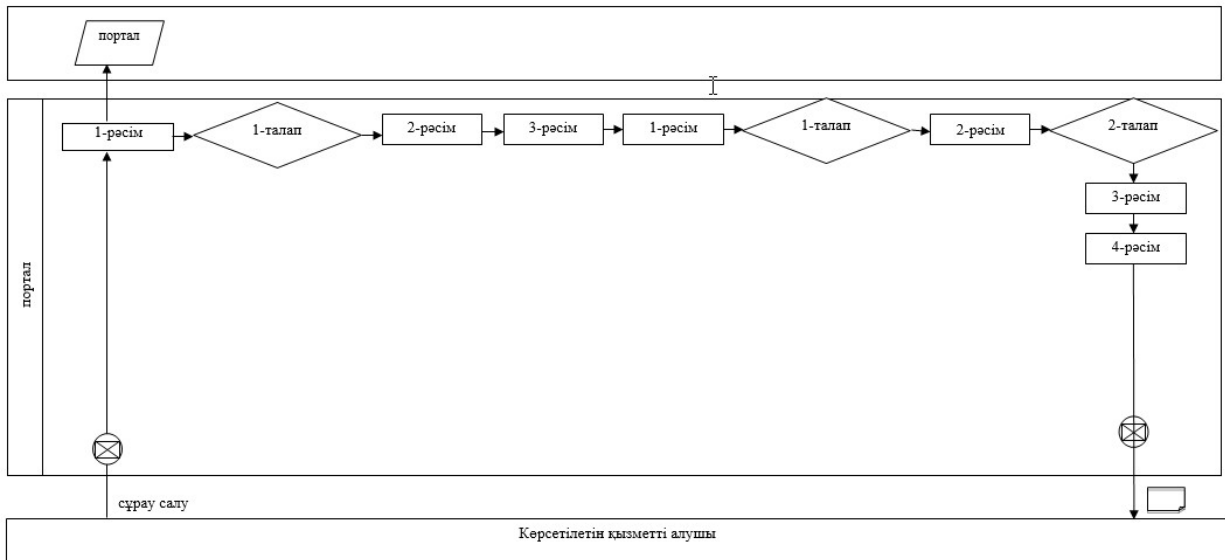 портал
1-рәсім
1-талап
2-рәсім
3-рәсім
1-рәсім
1-талап
2-рәсім
2-талап
3-рәсім
4-рәсім
портал
сұрау салу
Көрсетілетін қызметті алушы